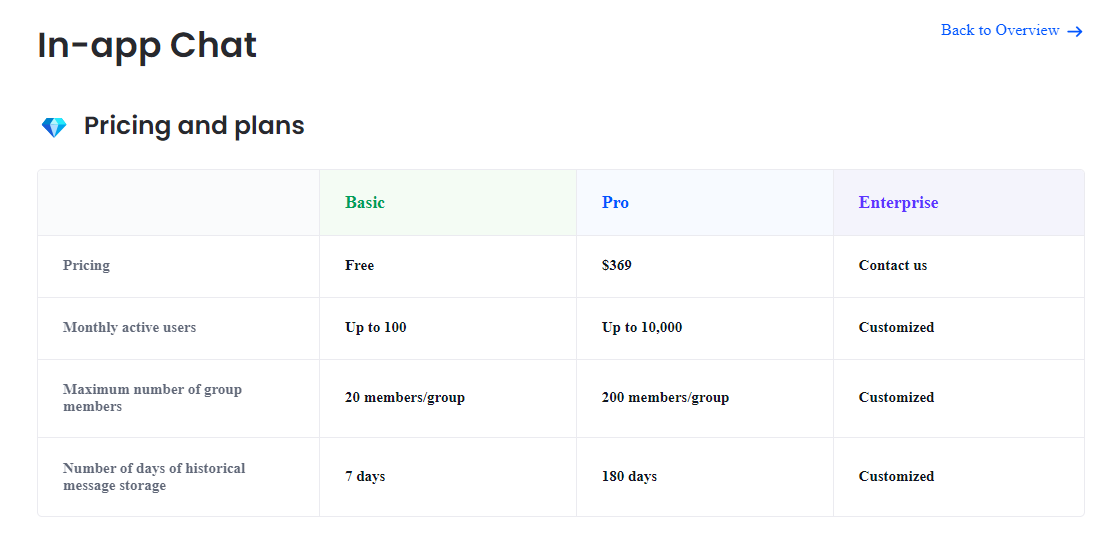 In-app Chat
Back to Overview →
Pricing and plans
Basic
Pro
Enterprise
Pricing
Free
$369
Contact us
Monthly active users
Up to 100
Up to 10,000
Customized
Maximum number of group
members
20 members/group
200 members/group
Customized
Number of days of historical
message storage
7 days
180 days
Customized